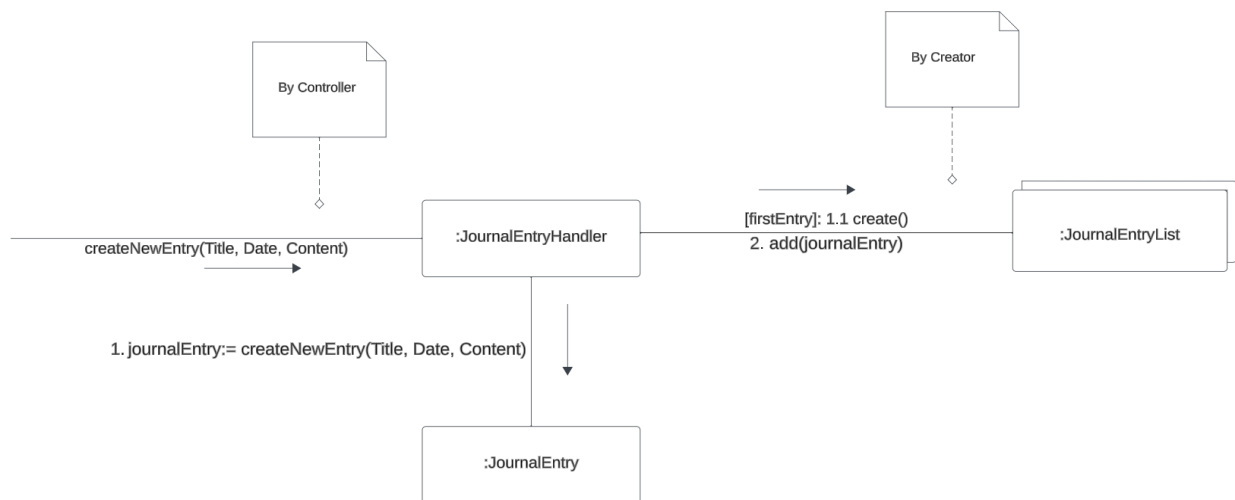 By Controller
By Creator
createNewEntry(Title, Date, Content)
:JournalEntryHandler
[firstEntry]: 1.1 create()
2. add(journalEntry)
:JournalEntryList
1. journalEntry:= createNewEntry(Title, Date, Content)
:JournalEntry